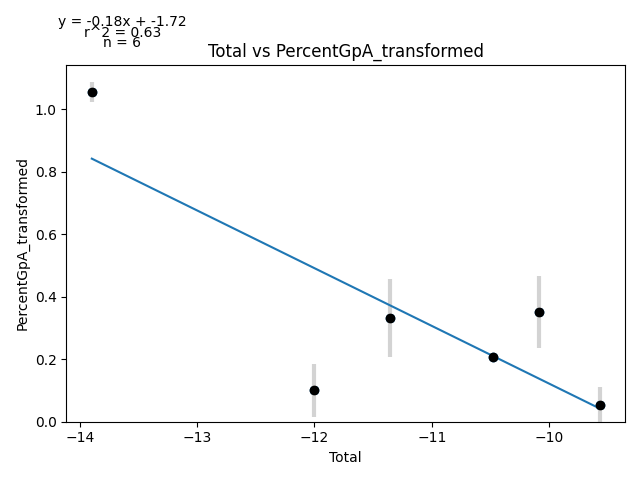 y = -0.18x + -1.72
r^2 = 0.63
n = 6
Total vs PercentGpA_transformed
PercentGpA_transformed
1.0
0.8
0.6
0.4
0.2
0.0
−14
−13
−12
−11
−10
Total